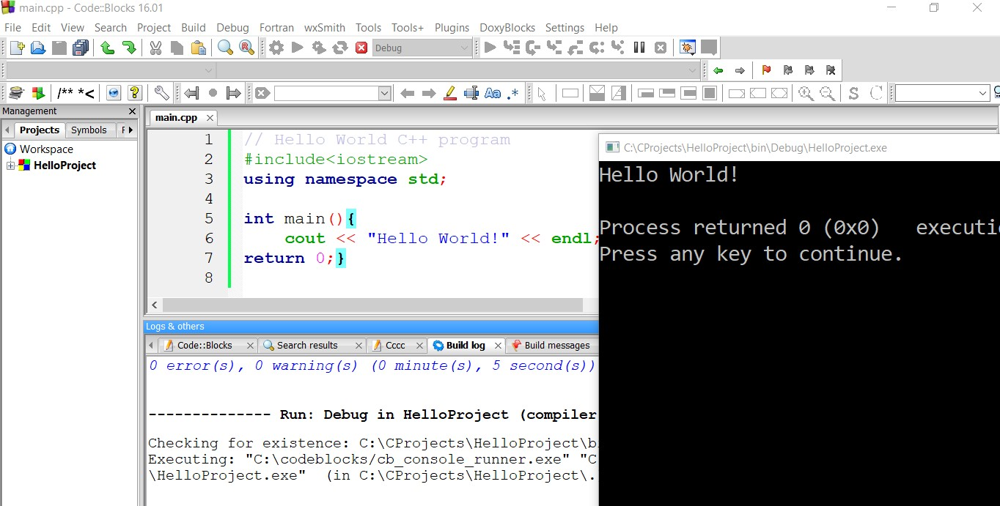 main.cpp - Code::Blocks 16.01
File Edit View Search Project Build Debug Fortran wxSmith Tools Tools+ Plugins DoxyBlocks Settings Help
Debug
/** *<
Aa .*
S C
Management
Projects Symbols
Workspace
HelloProject
main.cpp
1 // Hello World C++ program
2 #include<iostream>
3 using namespace std;
4
5 int main(){
6 cout << "Hello World!" << endl;
7 return 0;}
8
C:\CProjects\HelloProject\bin\Debug\HelloProject.exe
Hello World!
Process returned 0 (0x0) executi
Press any key to continue.
Logs & others
Code::Blocks Search results Cccc Build log Build messages
0 error(s), 0 warning(s) (0 minute(s), 5 second(s))
-------------- Run: Debug in HelloProject (compiler
Checking for existence: C:\CProjects\HelloProject\b
Executing: "C:\codeblocks/cb_console_runner.exe" "C
\HelloProject.exe" (in C:\CProjects\HelloProject\.